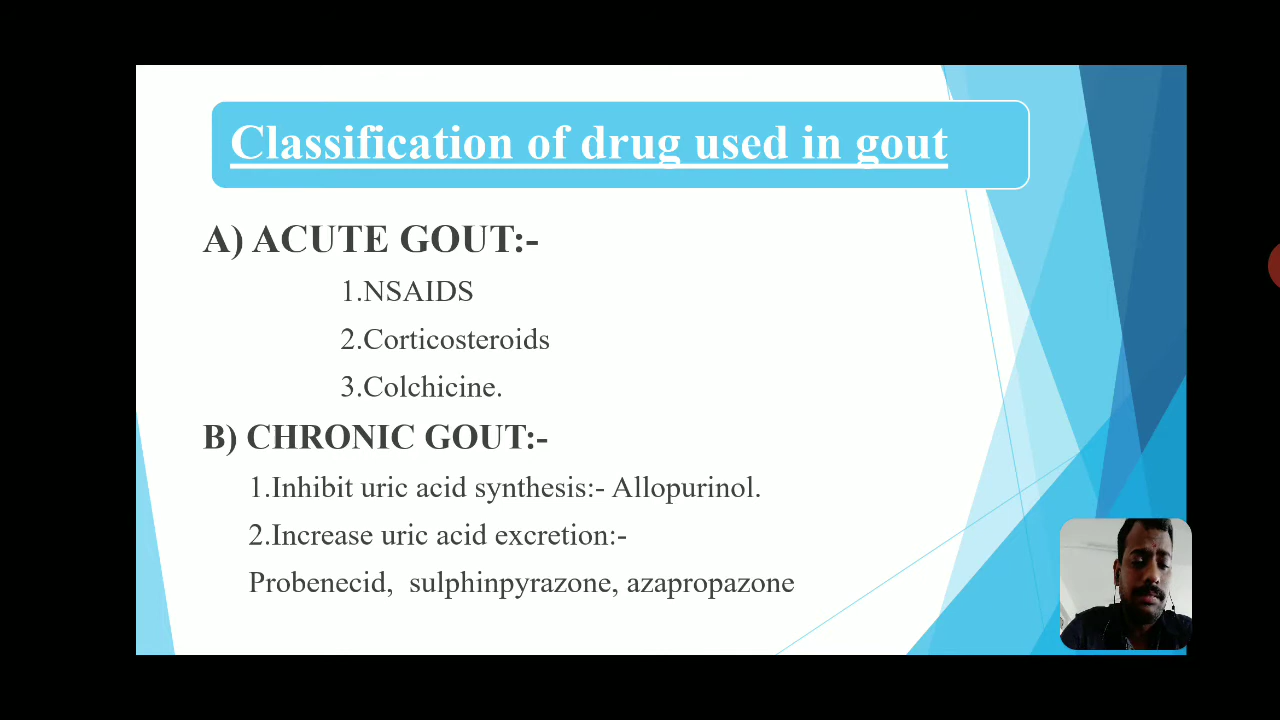 Classification of drug used in gout
A) ACUTE GOUT:-
1.NSAIDS
2.Corticosteroids
3.Colchicine.
B) CHRONIC GOUT:-
1.Inhibit uric acid synthesis:- Allopurinol.
2.Increase uric acid excretion:-
Probenecid, sulphinpyrazone, azapropazone